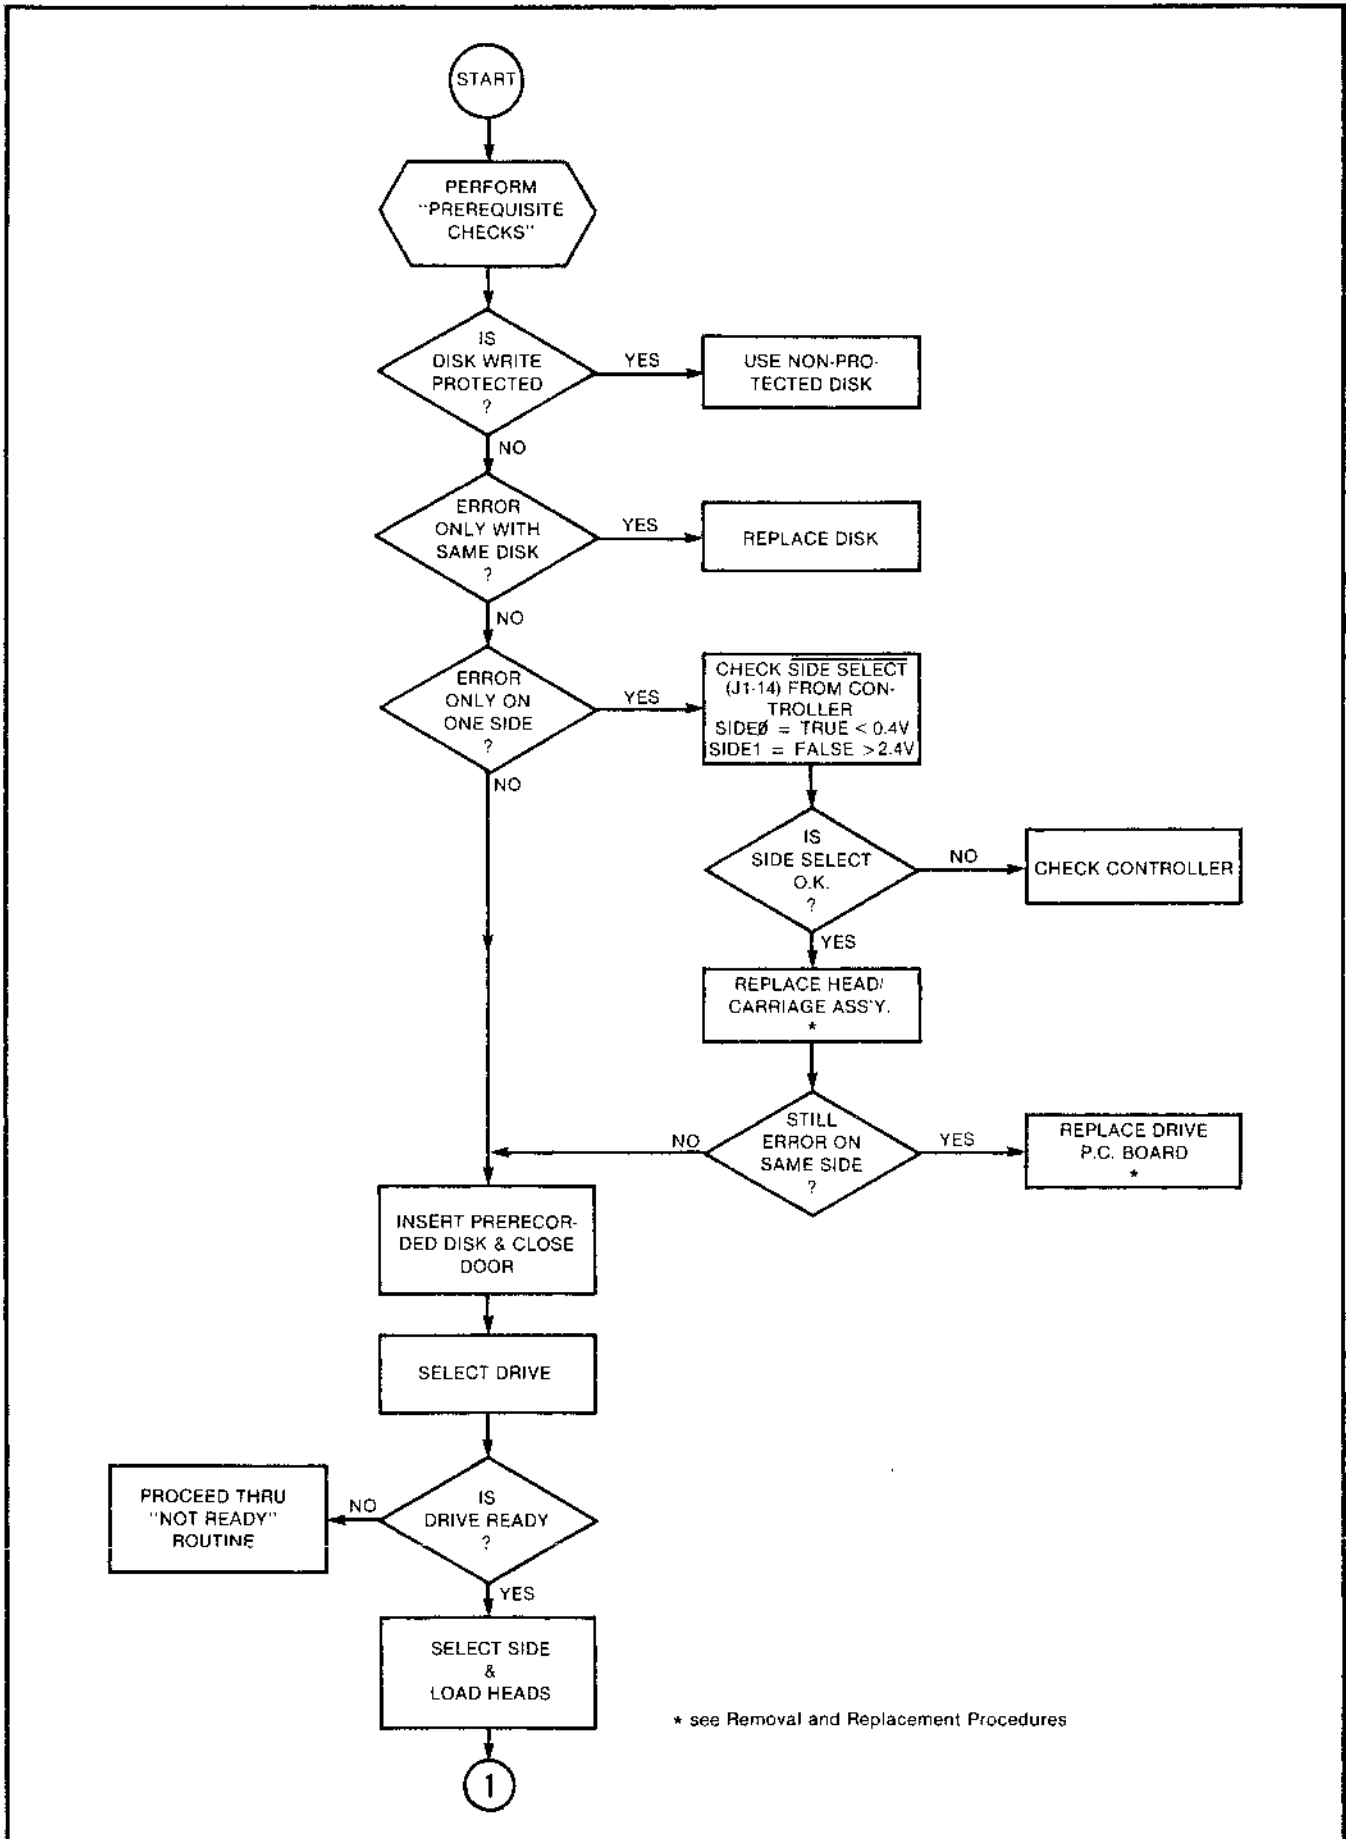 START
PERFORM
"PREREQUISITE
CHECKS"
IS
DISK WRITE
PROTECTED
?
YES
USE NON-PRO-
TECTED DISK
NO
ERROR
ONLY WITH
SAME DISK
?
YES
REPLACE DISK
NO
ERROR
ONLY ON
ONE SIDE
?
YES
CHECK SIDE SELECT
(J1-14) FROM CON-
TROLLER
SIDEØ = TRUE < 0.4V
SIDE1 = FALSE > 2.4V
NO
IS
SIDE SELECT
O.K.
?
NO
CHECK CONTROLLER
YES
REPLACE HEAD/
CARRIAGE ASS'Y.
*
STILL
ERROR ON
SAME SIDE
?
NO
YES
REPLACE DRIVE
P.C. BOARD
*
INSERT PRERECOR-
DED DISK & CLOSE
DOOR
SELECT DRIVE
IS
DRIVE READY
?
NO
PROCEED THRU
"NOT READY"
ROUTINE
YES
SELECT SIDE
&
LOAD HEADS
* see Removal and Replacement Procedures
1